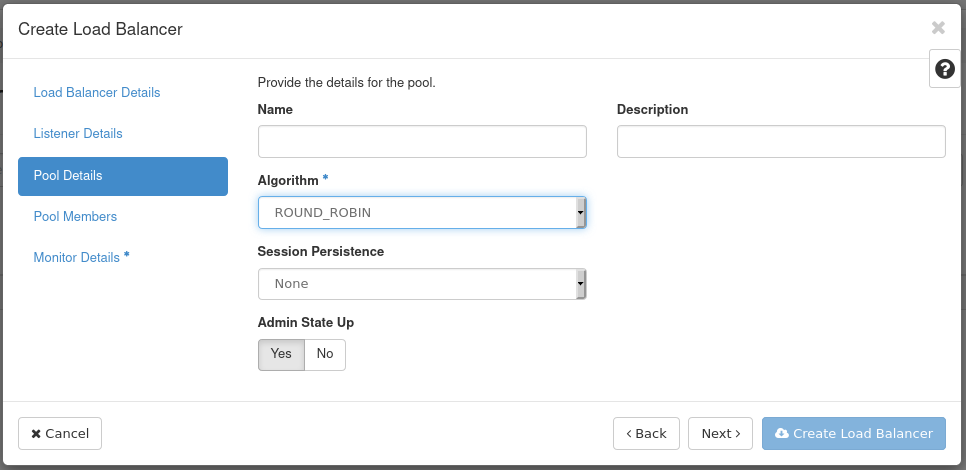 Create Load Balancer
Load Balancer Details
Listener Details
Pool Details
Pool Members
Monitor Details *
Provide the details for the pool.
Name
Description
Algorithm *
ROUND_ROBIN
Session Persistence
None
Admin State Up
Yes No
Cancel
Back Next Create Load Balancer